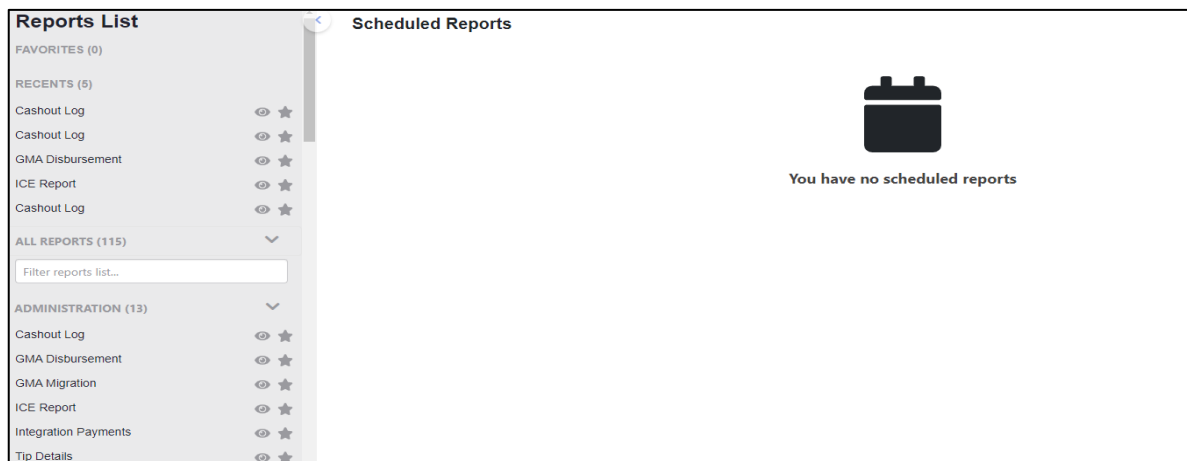 Reports List
FAVORITES (0)
RECENTS (5)
Cashout Log
Cashout Log
GMA Disbursement
ICE Report
Cashout Log
ALL REPORTS (115)
Filter reports list...
ADMINISTRATION (13)
Cashout Log
GMA Disbursement
GMA Migration
ICE Report
Integration Payments
Tip Details
Scheduled Reports
You have no scheduled reports